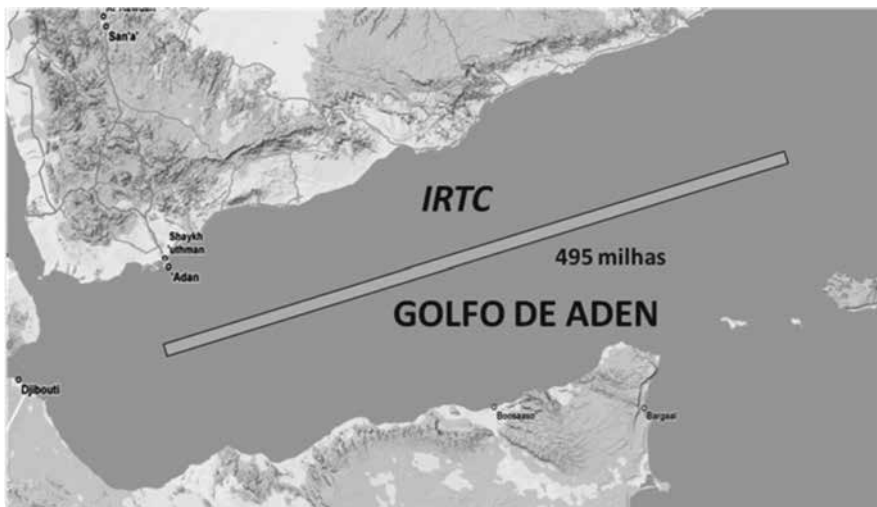 San'a'
IRTC
Shaykh
'uthman
'Adan
495 milhas
GOLFO DE ADEN
Djibouti
Boosaaso
Bargaal